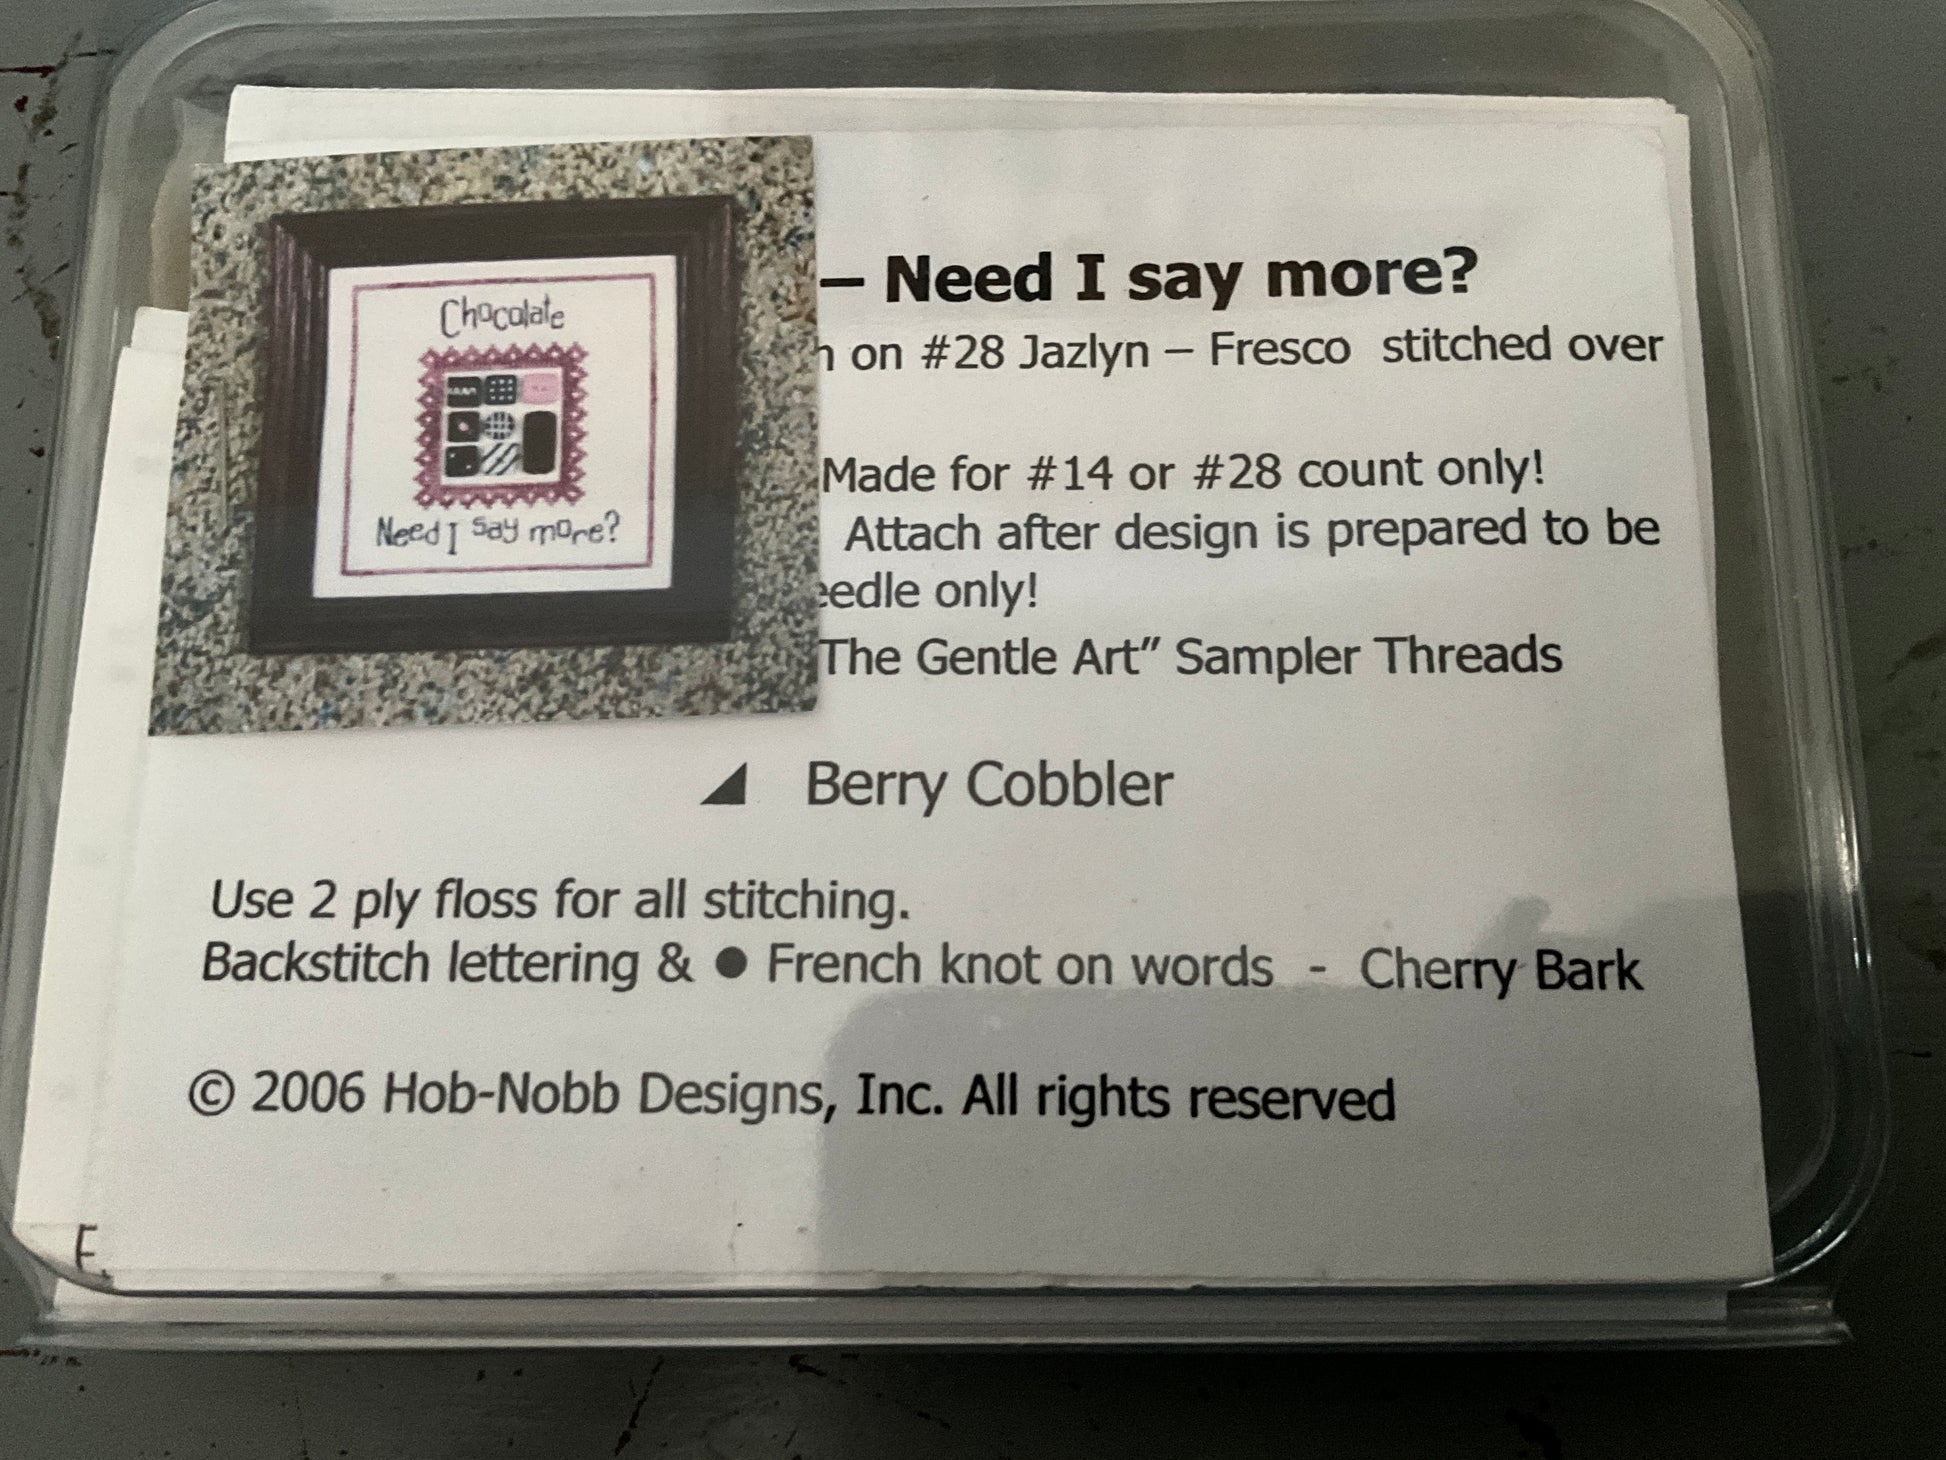 Chocolate
Need I say more?
– Need I say more?
on #28 Jazlyn – Fresco stitched over
Made for #14 or #28 count only!
Attach after design is prepared to be
only!
The Gentle Art” Sampler Threads
Berry Cobbler
Use 2 ply floss for all stitching.
Backstitch lettering & ● French knot on words - Cherry Bark
© 2006 Hob-Nobb Designs, Inc. All rights reserved
F.